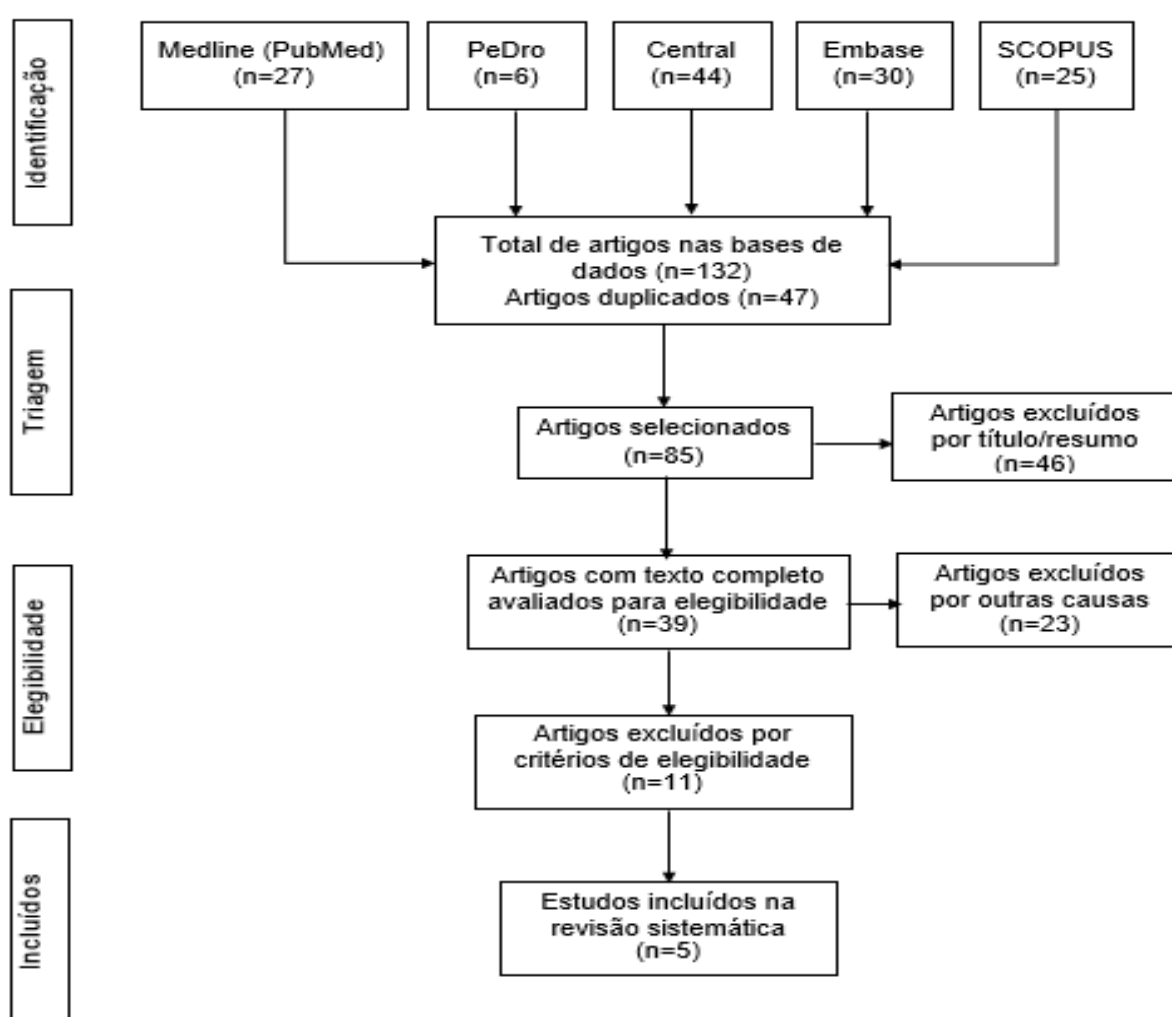 Identificação
Medline (PubMed)
(n=27)
PeDro
(n=6)
Central
(n=44)
Embase
(n=30)
SCOPUS
(n=25)
Total de artigos nas bases de
dados (n=132)
Artigos duplicados (n=47)
Triagem
Artigos selecionados
(n=85)
Artigos excluídos
por título/resumo
(n=46)
Elegibilidade
Artigos com texto completo
avaliados para elegibilidade
(n=39)
Artigos excluídos
por outras causas
(n=23)
Artigos excluídos por
critérios de elegibilidade
(n=11)
Incluídos
Estudos incluídos na
revisão sistemática
(n=5)